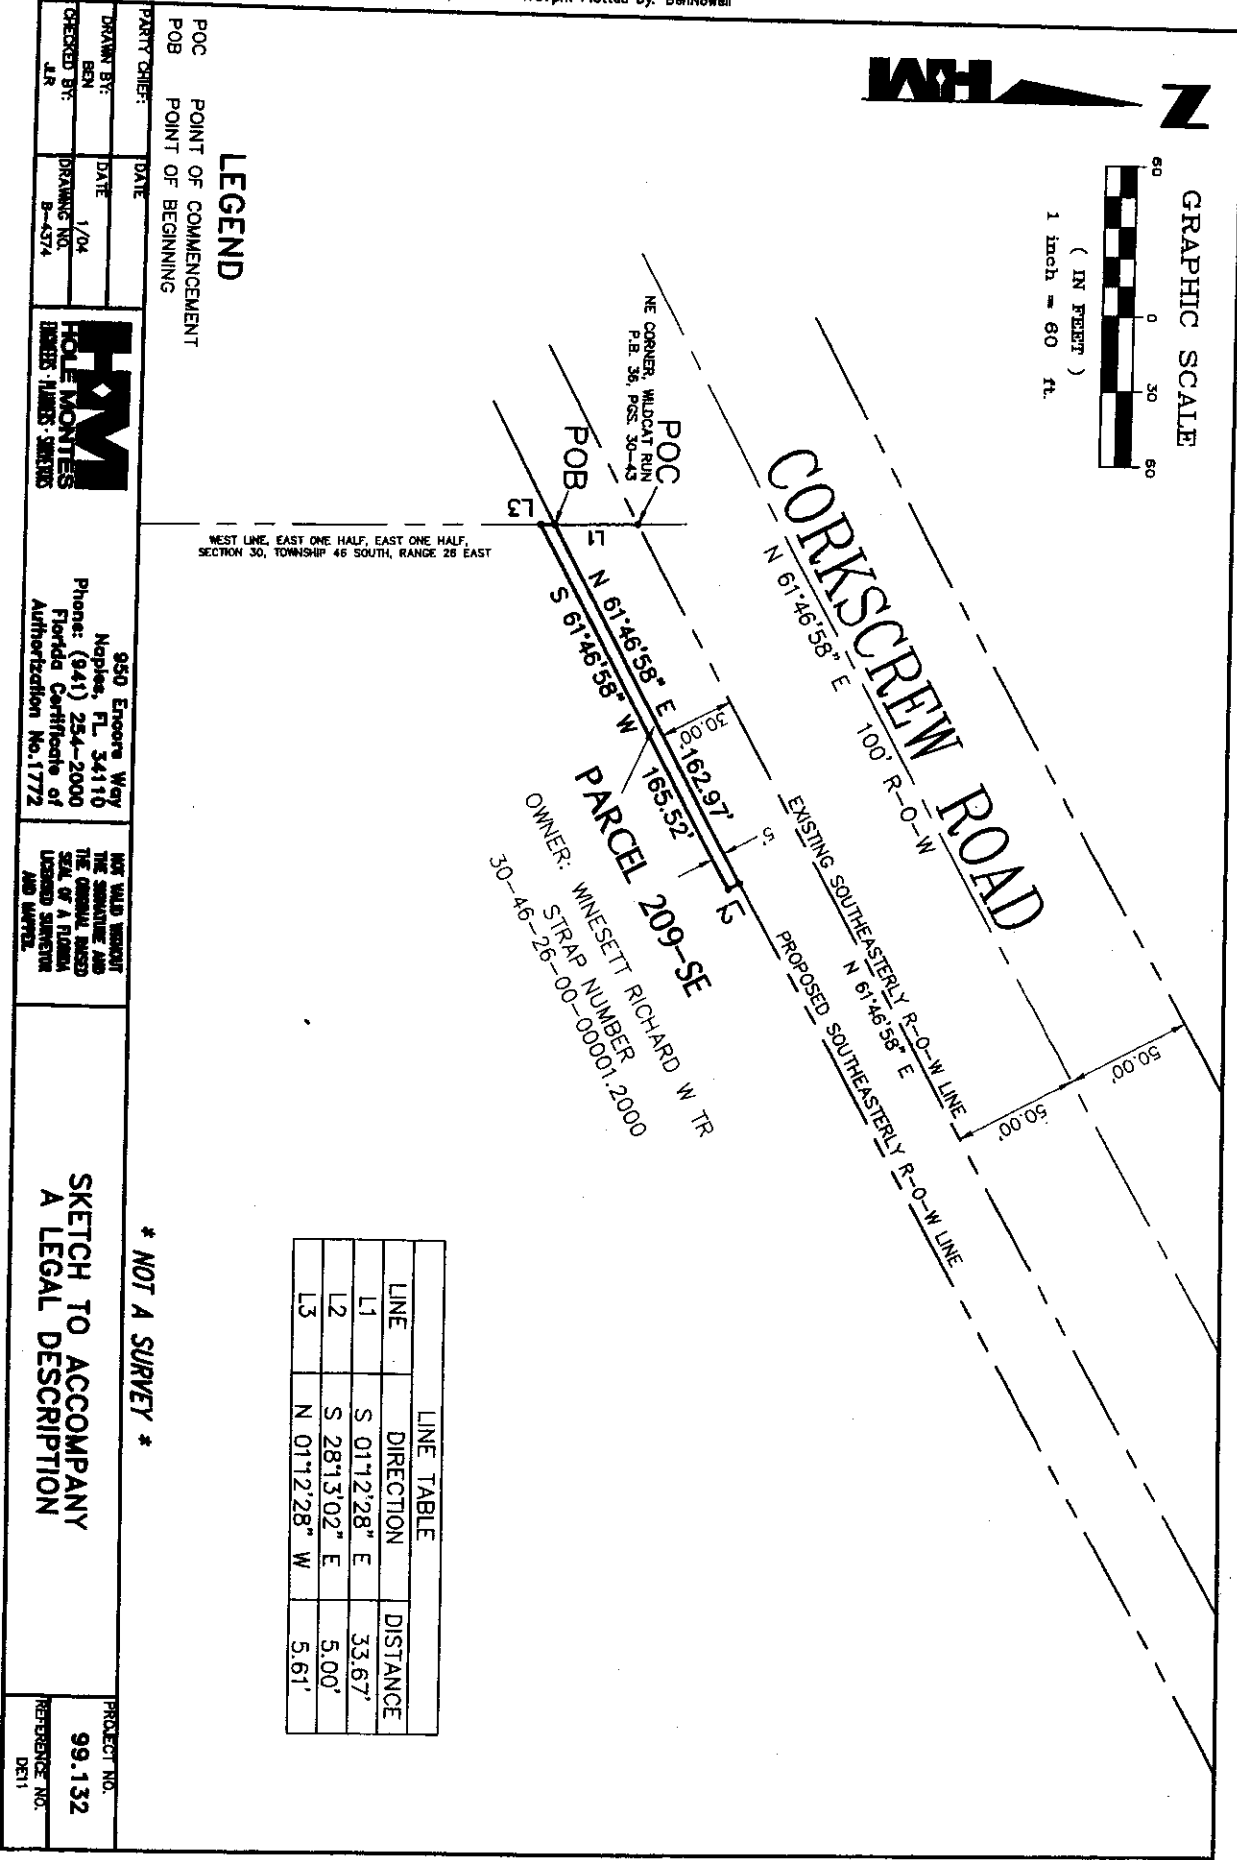 Plotted By: BenNowell
N
HM
GRAPHIC SCALE
60 0 30 60
( IN FEET )
1 inch = 60 ft.
CORKSCREW ROAD
N 61°46'58" E 100' R-O-W
50.00'
50.00'
EXISTING SOUTHEASTERLY R-O-W LINE
N 61°46'58" E
PROPOSED SOUTHEASTERLY R-O-W LINE
POC
NE CORNER, WILDCAT RUN
P.B. 36, PGS. 30-43
POB
L1
L3
L2
N 61°46'58" E 162.97'
S 61°46'58" W 165.52'
30.00'
5'
PARCEL 209-SE
OWNER: WINESETT RICHARD W TR
STRAP NUMBER
30-46-26-00-00001.2000
WEST LINE, EAST ONE HALF, EAST ONE HALF,
SECTION 30, TOWNSHIP 46 SOUTH, RANGE 26 EAST
LEGEND
POC POINT OF COMMENCEMENT
POB POINT OF BEGINNING
LINE TABLE
LINE DIRECTION DISTANCE
L1 S 01°12'28" E 33.67'
L2 S 28°13'02" E 5.00'
L3 N 01°12'28" W 5.61'
* NOT A SURVEY *
PARTY CHIEF: DATE
DRAWN BY: BEN DATE 1/04
CHECKED BY: JLR DRAWING NO. B-4374
HM
HOLE MONTES
ENGINEERS · PLANNERS · SURVEYORS
950 Encore Way
Naples, FL. 34110
Phone: (941) 254-2000
Florida Certificate of
Authorization No.1772
NOT VALID WITHOUT
THE SIGNATURE AND
THE ORIGINAL RAISED
SEAL OF A FLORIDA
LICENSED SURVEYOR
AND MAPPER.
SKETCH TO ACCOMPANY
A LEGAL DESCRIPTION
PROJECT NO.
99.132
REFERENCE NO.
DE11